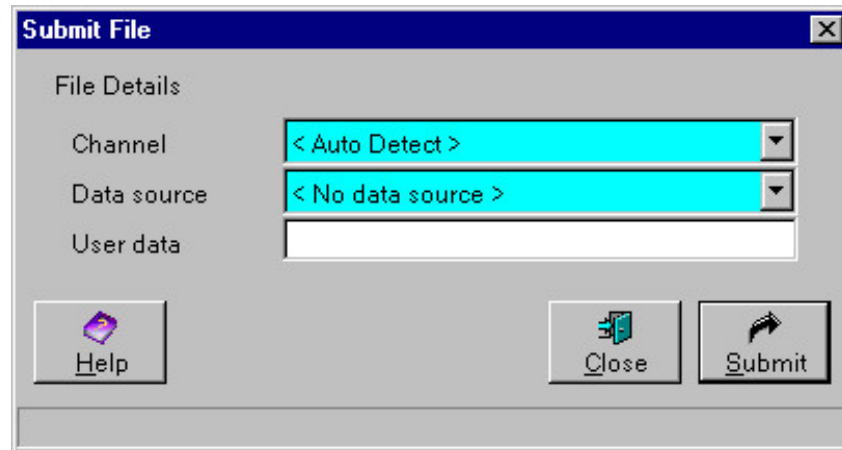 Submit File
File Details
Channel < Auto Detect >
Data source < No data source >
User data
Help Close Submit